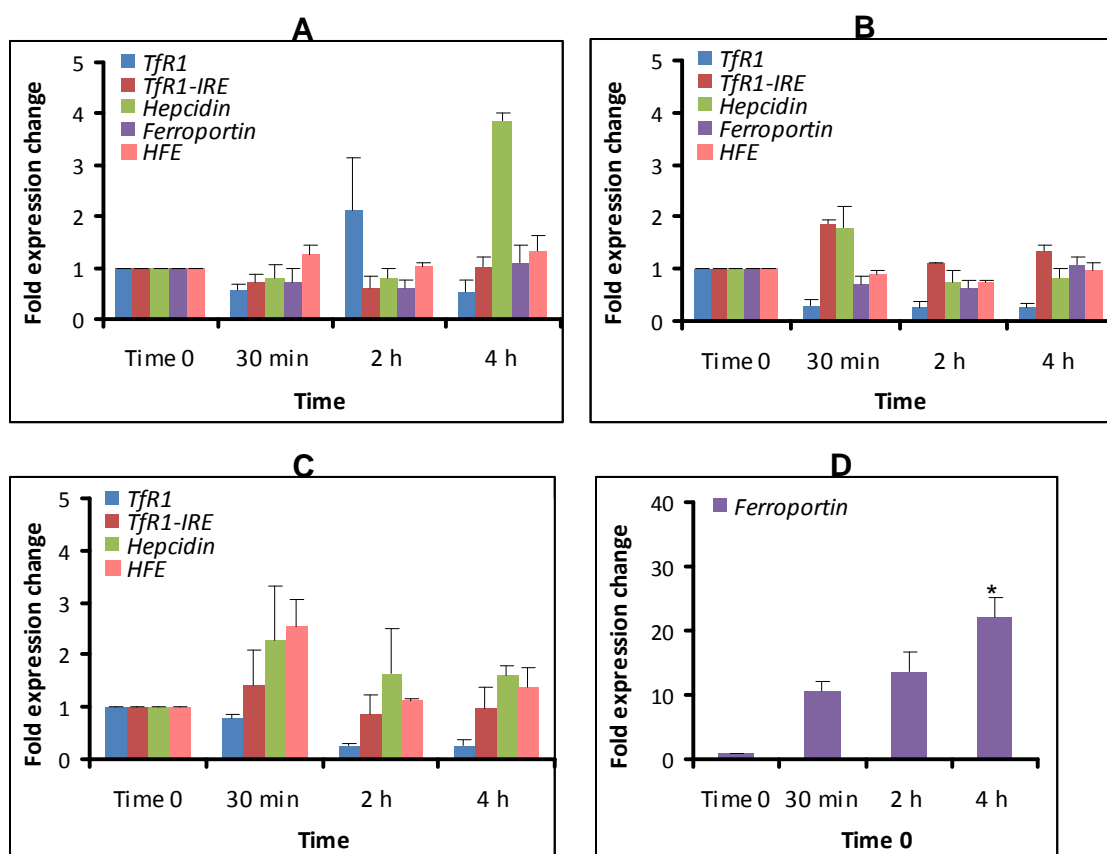 A
TfR1
TfR1-IRE
Hepcidin
Ferroportin
HFE
5
4
3
2
1
0
Fold expression change
Time 0 30 min 2 h 4 h
Time
B
TfR1
TfR1-IRE
Hepcidin
Ferroportin
HFE
5
4
3
2
1
0
Fold expression change
Time 0 30 min 2 h 4 h
Time
C
TfR1
TfR1-IRE
Hepcidin
HFE
5
4
3
2
1
0
Fold expression change
Time 0 30 min 2 h 4 h
Time
D
Ferroportin
40
30
20
10
0
*
Fold expression change
Time 0 30 min 2 h 4 h
Time 0